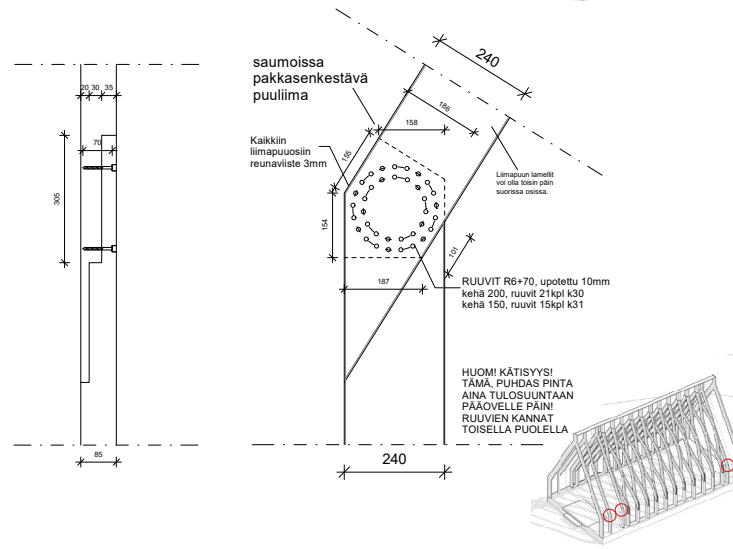 20 30 35
70
305
85
saumoissa
pakkasenkestävä
puuliima
Kaikkiin
liimapuuosiin
reunaviiste 3mm
240
186
158
155
154
187
101
Liimapuun lamellit
voi olla toisin päin
suorissa osissa.
RUUVIT R6+70, upotettu 10mm
kehä 200, ruuvit 21kpl k30
kehä 150, ruuvit 15kpl k31
HUOM! KÄTISYYS!
TÄMÄ, PUHDAS PINTA
AINA TULOSUUNTAAN
PÄÄOVELLE PÄIN!
RUUVIEN KANNAT
TOISELLA PUOLELLA
240